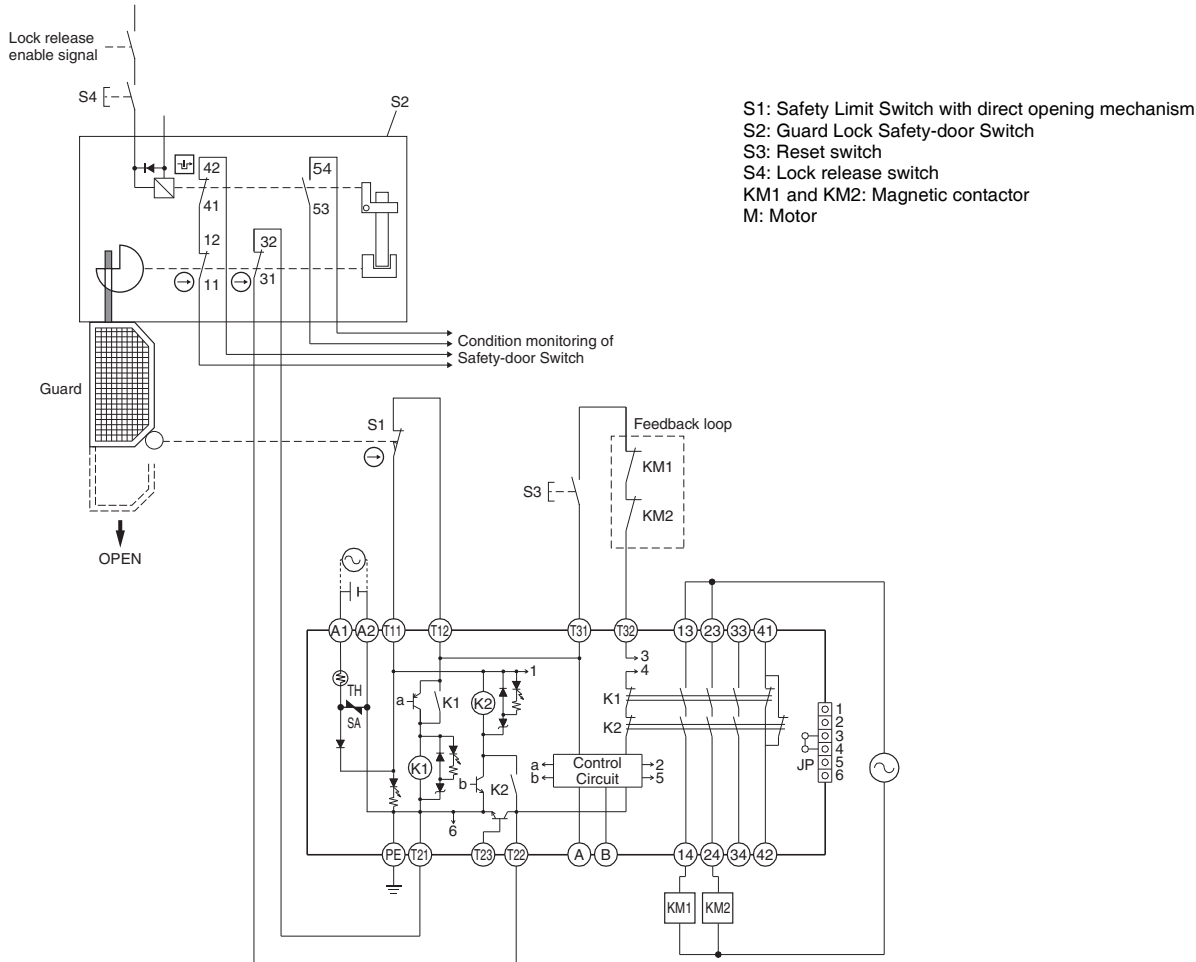 Lock release
enable signal
S4
S2
S1: Safety Limit Switch with direct opening mechanism
S2: Guard Lock Safety-door Switch
S3: Reset switch
S4: Lock release switch
KM1 and KM2: Magnetic contactor
M: Motor
42
54
41
53
12
32
11
31
Condition monitoring of
Safety-door Switch
Guard
OPEN
S1
Feedback loop
KM1
S3
KM2
A1 A2 T11 T12 T31 T32 13 23 33 41
3
1
4
TH
a
K1
K2
K1
SA
K2
1
2
3
4
5
6
JP
K1
a
b
Control
Circuit
2
5
b
K2
6
PE T21 T23 T22 A B 14 24 34 42
KM1 KM2